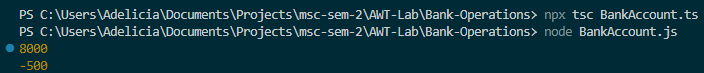 PS C:\Users\Adelicia\Documents\Projects\msc-sem-2\AWT-Lab\Bank-Operations> npx tsc BankAccount.ts
PS C:\Users\Adelicia\Documents\Projects\msc-sem-2\AWT-Lab\Bank-Operations> node BankAccount.js
8000
-500